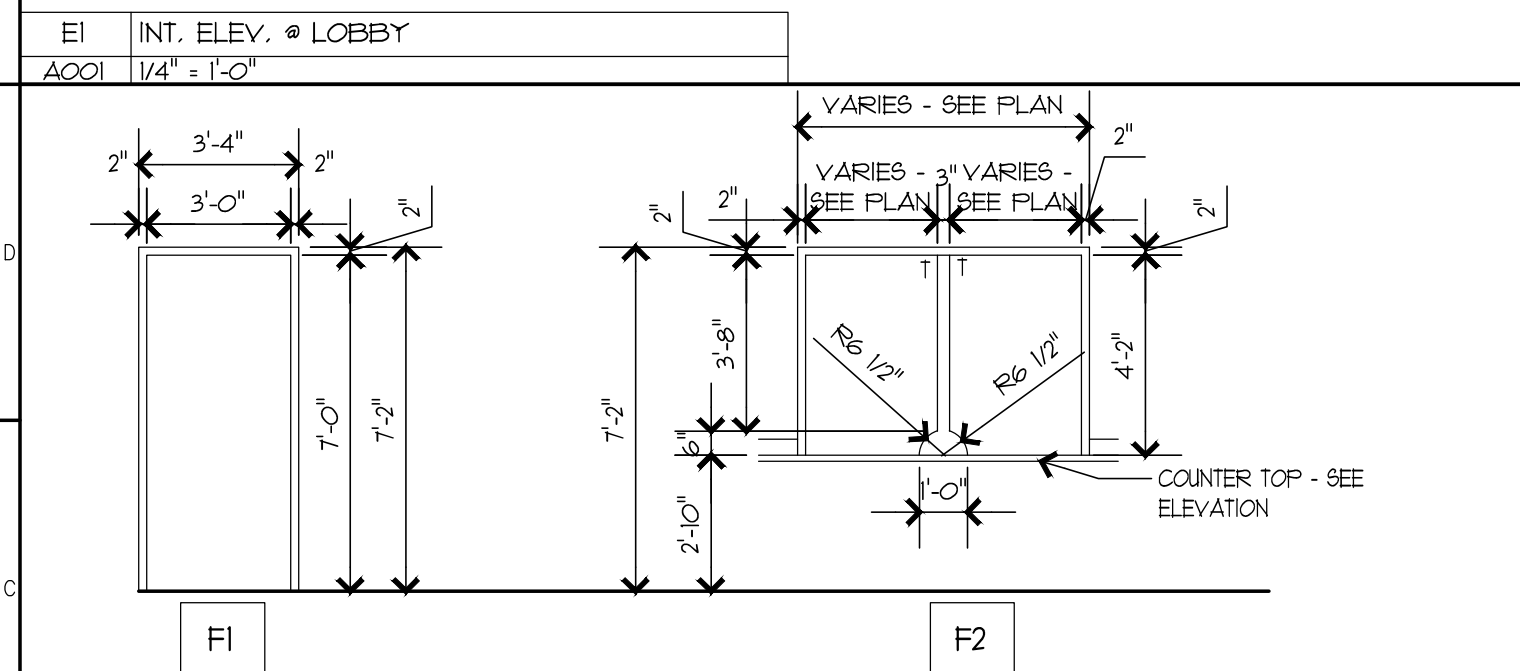 E1
INT. ELEV. @ LOBBY
A001
1/4" = 1'-0"
VARIES - SEE PLAN
2"
3'-4"
2"
2"
VARIES -
SEE PLAN
3"
VARIES -
SEE PLAN
3'-0"
2"
2"
2"
2"
D
T
T
R6 1/2"
R6 1/2"
3'-8"
4'-2"
7'-0"
7'-2"
7'-2"
6"
COUNTER TOP - SEE
ELEVATION
1'-0"
2'-10"
C
F1
F2